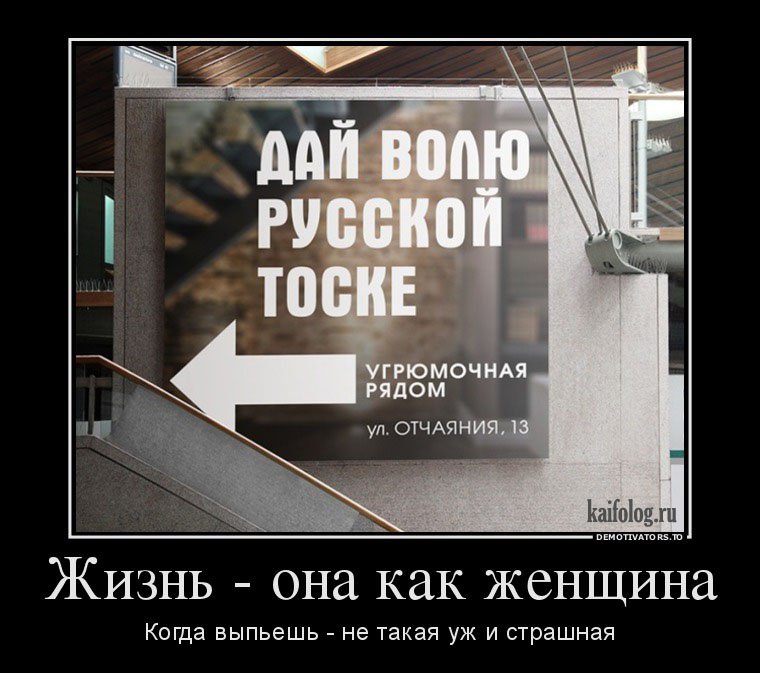 ДАЙ ВОЛЮ
РУССКОЙ
ТОСКЕ
УГРЮМОЧНАЯ
РЯДОМ
ул. ОТЧАЯНИЯ, 13
kaifolog.ru
DEMOTIVATORS.TO
Жизнь - она как женщина
Когда выпьешь - не такая уж и страшная